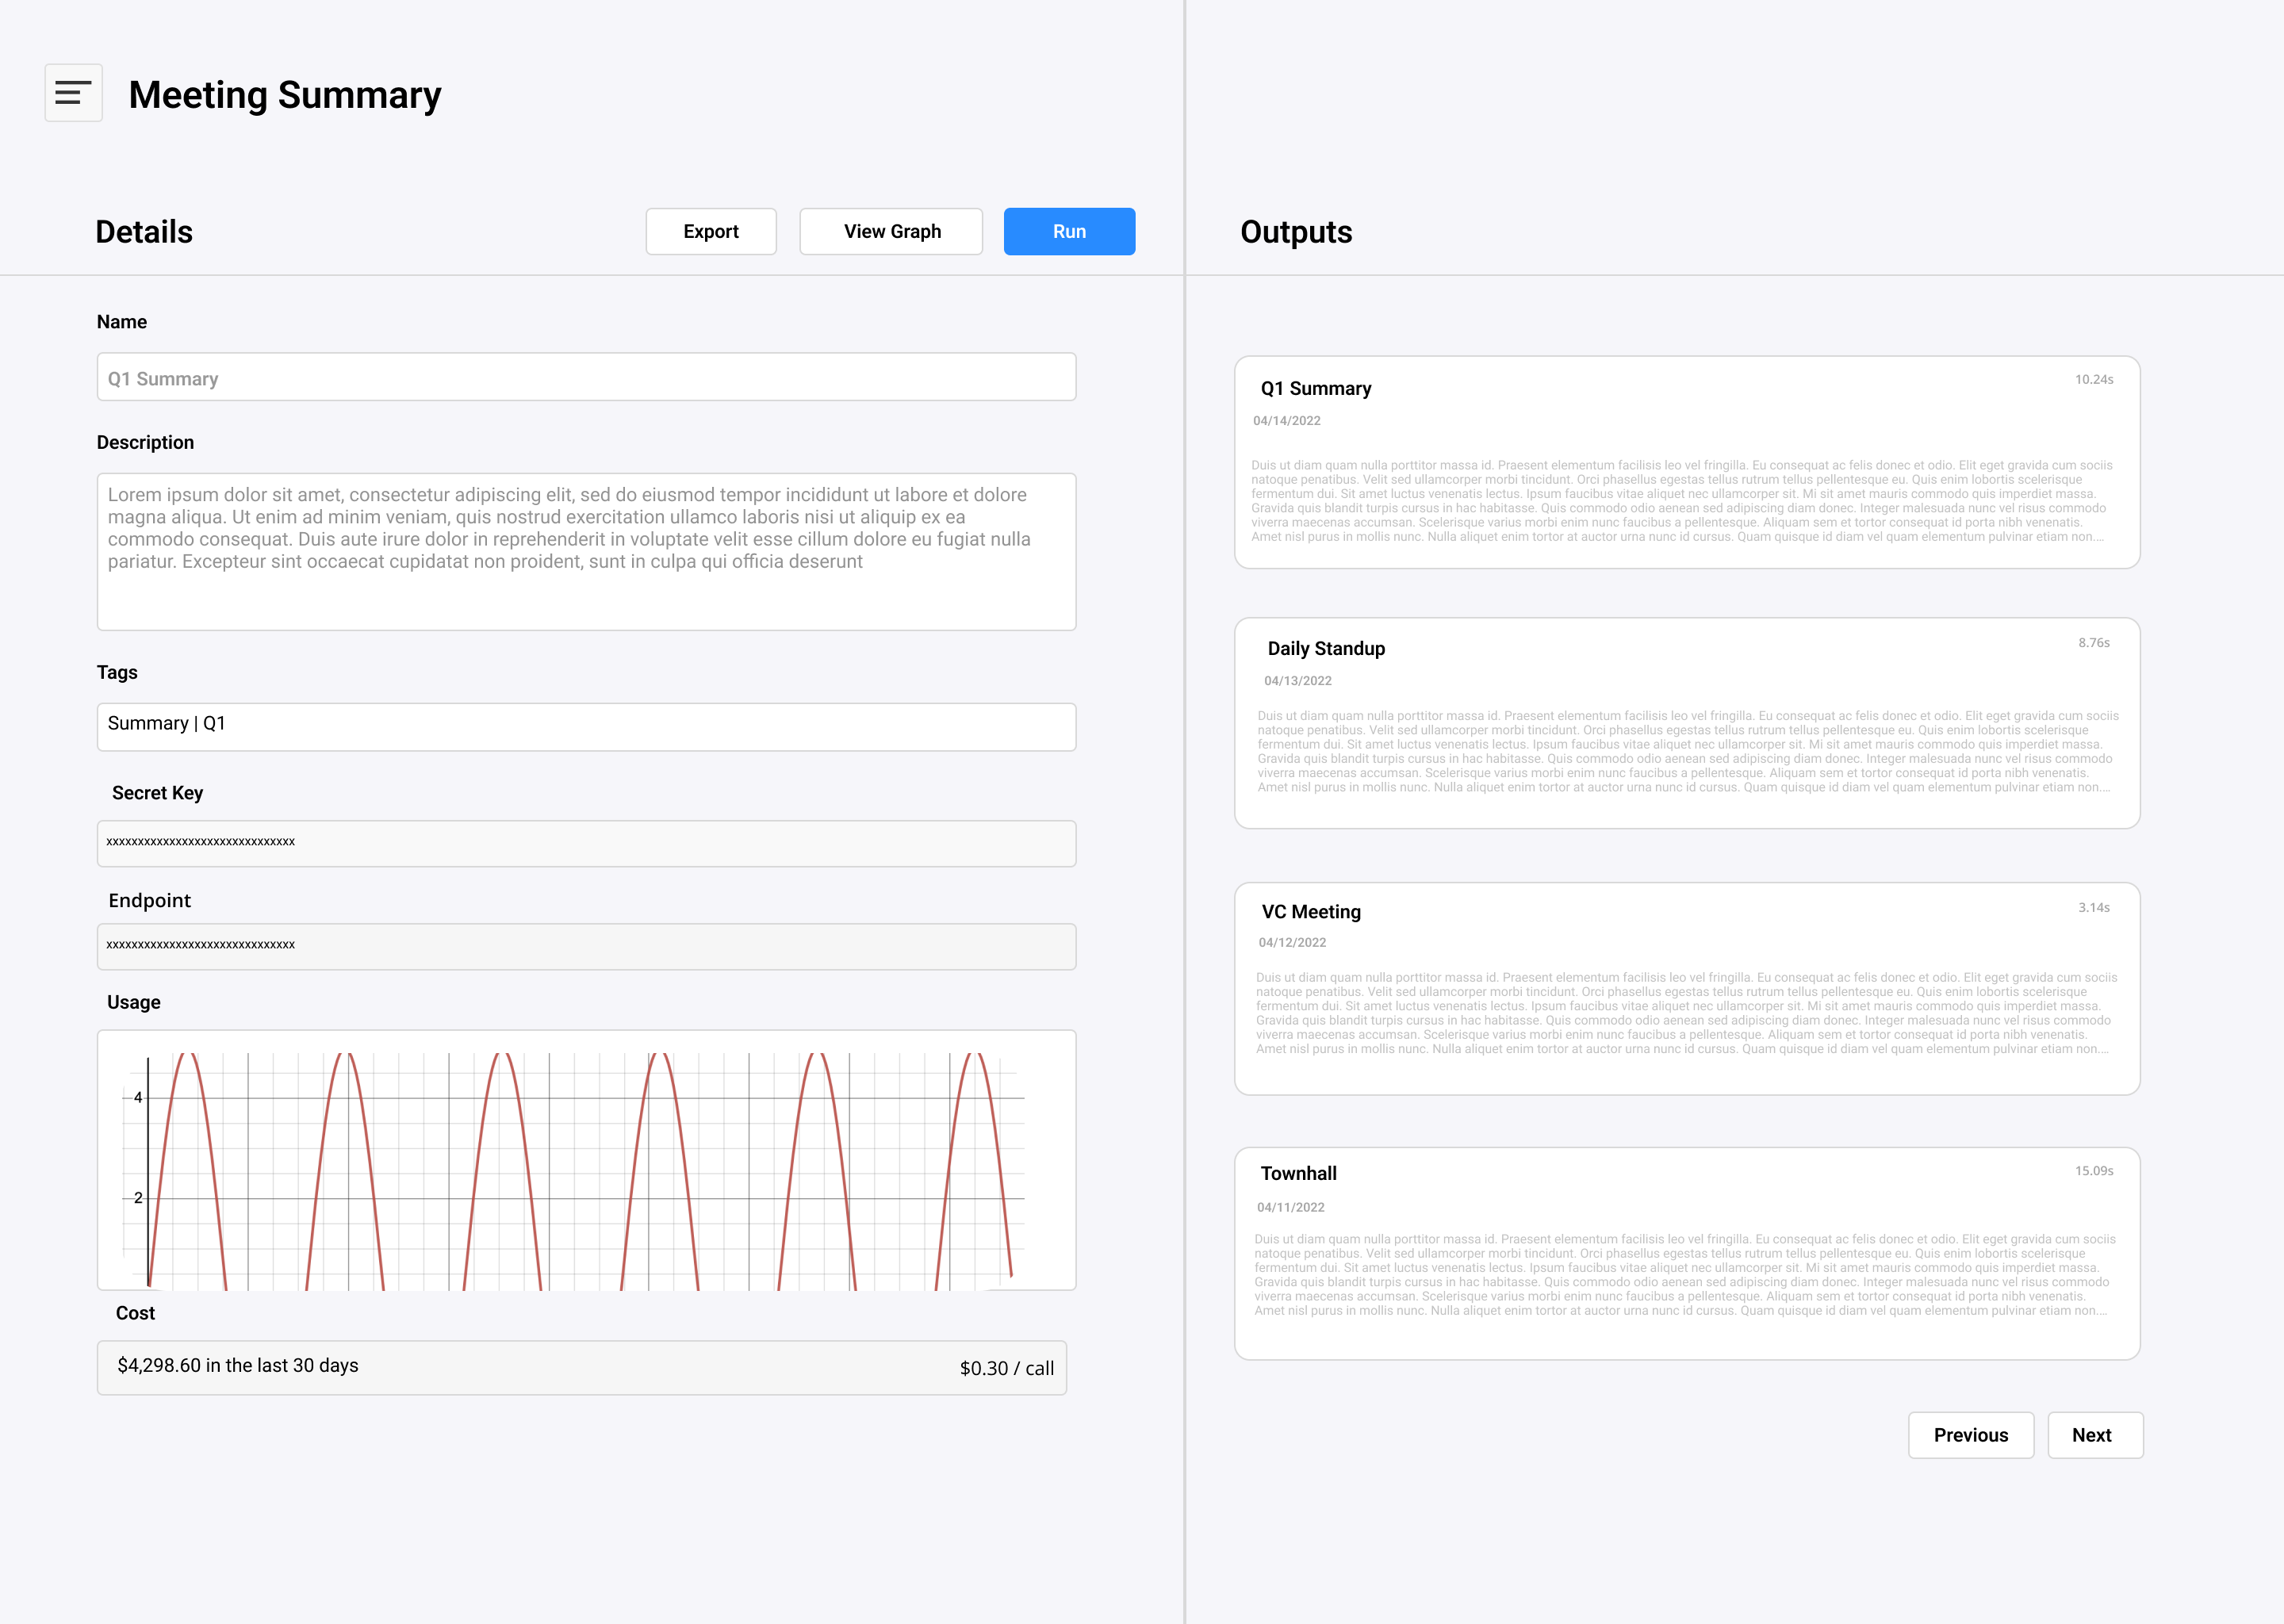 Meeting Summary
Details
Export
View Graph
Run
Name
Q1 Summary
Description
Lorem ipsum dolor sit amet, consectetur adipiscing elit, sed do eiusmod tempor incididunt ut labore et dolore
magna aliqua. Ut enim ad minim veniam, quis nostrud exercitation ullamco laboris nisi ut aliquip ex ea
commodo consequat. Duis aute irure dolor in reprehenderit in voluptate velit esse cillum dolore eu fugiat nulla
pariatur. Excepteur sint occaecat cupidatat non proident, sunt in culpa qui officia deserunt
Tags
Summary | Q1
Secret Key
xxxxxxxxxxxxxxxxxxxxxxxxxxxxxx
Endpoint
xxxxxxxxxxxxxxxxxxxxxxxxxxxxxx
Usage
4
2
Cost
$4,298.60 in the last 30 days
$0.30 / call
Outputs
Q1 Summary
10.24s
04/14/2022
Duis ut diam quam nulla porttitor massa id. Praesent elementum facilisis leo vel fringilla. Eu consequat ac felis donec et odio. Elit eget gravida cum sociis
natoque penatibus. Velit sed ullamcorper morbi tincidunt. Orci phasellus egestas tellus rutrum tellus pellentesque eu. Quis enim lobortis scelerisque
fermentum dui. Sit amet luctus venenatis lectus. Ipsum faucibus vitae aliquet nec ullamcorper sit. Mi sit amet mauris commodo quis imperdiet massa.
Gravida quis blandit turpis cursus in hac habitasse. Quis commodo odio aenean sed adipiscing diam donec. Integer malesuada nunc vel risus commodo
viverra maecenas accumsan. Scelerisque varius morbi enim nunc faucibus a pellentesque. Aliquam sem et tortor consequat id porta nibh venenatis.
Amet nisl purus in mollis nunc. Nulla aliquet enim tortor at auctor urna nunc id cursus. Quam quisque id diam vel quam elementum pulvinar etiam non....
Daily Standup
8.76s
04/13/2022
Duis ut diam quam nulla porttitor massa id. Praesent elementum facilisis leo vel fringilla. Eu consequat ac felis donec et odio. Elit eget gravida cum sociis
natoque penatibus. Velit sed ullamcorper morbi tincidunt. Orci phasellus egestas tellus rutrum tellus pellentesque eu. Quis enim lobortis scelerisque
fermentum dui. Sit amet luctus venenatis lectus. Ipsum faucibus vitae aliquet nec ullamcorper sit. Mi sit amet mauris commodo quis imperdiet massa.
Gravida quis blandit turpis cursus in hac habitasse. Quis commodo odio aenean sed adipiscing diam donec. Integer malesuada nunc vel risus commodo
viverra maecenas accumsan. Scelerisque varius morbi enim nunc faucibus a pellentesque. Aliquam sem et tortor consequat id porta nibh venenatis.
Amet nisl purus in mollis nunc. Nulla aliquet enim tortor at auctor urna nunc id cursus. Quam quisque id diam vel quam elementum pulvinar etiam non....
VC Meeting
3.14s
04/12/2022
Duis ut diam quam nulla porttitor massa id. Praesent elementum facilisis leo vel fringilla. Eu consequat ac felis donec et odio. Elit eget gravida cum sociis
natoque penatibus. Velit sed ullamcorper morbi tincidunt. Orci phasellus egestas tellus rutrum tellus pellentesque eu. Quis enim lobortis scelerisque
fermentum dui. Sit amet luctus venenatis lectus. Ipsum faucibus vitae aliquet nec ullamcorper sit. Mi sit amet mauris commodo quis imperdiet massa.
Gravida quis blandit turpis cursus in hac habitasse. Quis commodo odio aenean sed adipiscing diam donec. Integer malesuada nunc vel risus commodo
viverra maecenas accumsan. Scelerisque varius morbi enim nunc faucibus a pellentesque. Aliquam sem et tortor consequat id porta nibh venenatis.
Amet nisl purus in mollis nunc. Nulla aliquet enim tortor at auctor urna nunc id cursus. Quam quisque id diam vel quam elementum pulvinar etiam non....
Townhall
15.09s
04/11/2022
Duis ut diam quam nulla porttitor massa id. Praesent elementum facilisis leo vel fringilla. Eu consequat ac felis donec et odio. Elit eget gravida cum sociis
natoque penatibus. Velit sed ullamcorper morbi tincidunt. Orci phasellus egestas tellus rutrum tellus pellentesque eu. Quis enim lobortis scelerisque
fermentum dui. Sit amet luctus venenatis lectus. Ipsum faucibus vitae aliquet nec ullamcorper sit. Mi sit amet mauris commodo quis imperdiet massa.
Gravida quis blandit turpis cursus in hac habitasse. Quis commodo odio aenean sed adipiscing diam donec. Integer malesuada nunc vel risus commodo
viverra maecenas accumsan. Scelerisque varius morbi enim nunc faucibus a pellentesque. Aliquam sem et tortor consequat id porta nibh venenatis.
Amet nisl purus in mollis nunc. Nulla aliquet enim tortor at auctor urna nunc id cursus. Quam quisque id diam vel quam elementum pulvinar etiam non....
Previous
Next